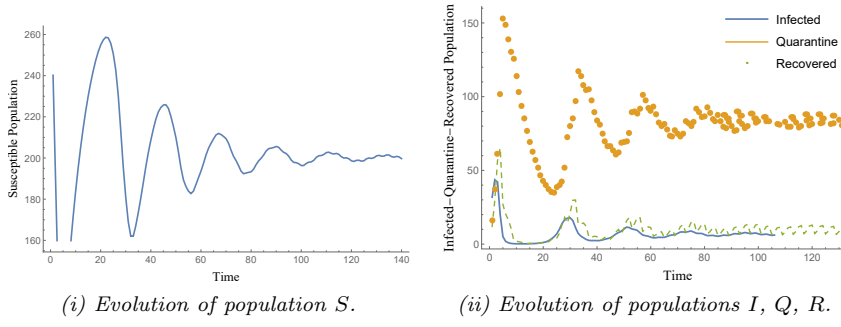 Susceptible Population
260
240
220
200
180
160
0 20 40 60 80 100 120 140
Time
(i) Evolution of population S.
Infected-Quarantine-Recovered Population
150
100
50
0
0 20 40 60 80 100 120
Time
Infected
Quarantine
Recovered
(ii) Evolution of populations I, Q, R.